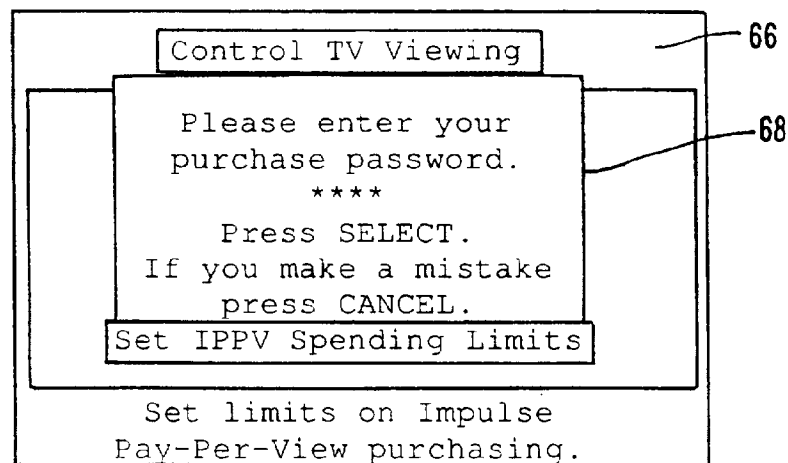 Control TV Viewing
66
Please enter your
purchase password.
68
****
Press SELECT.
If you make a mistake
press CANCEL.
Set IPPV Spending Limits
Set limits on Impulse
Pay-Per-View purchasing.